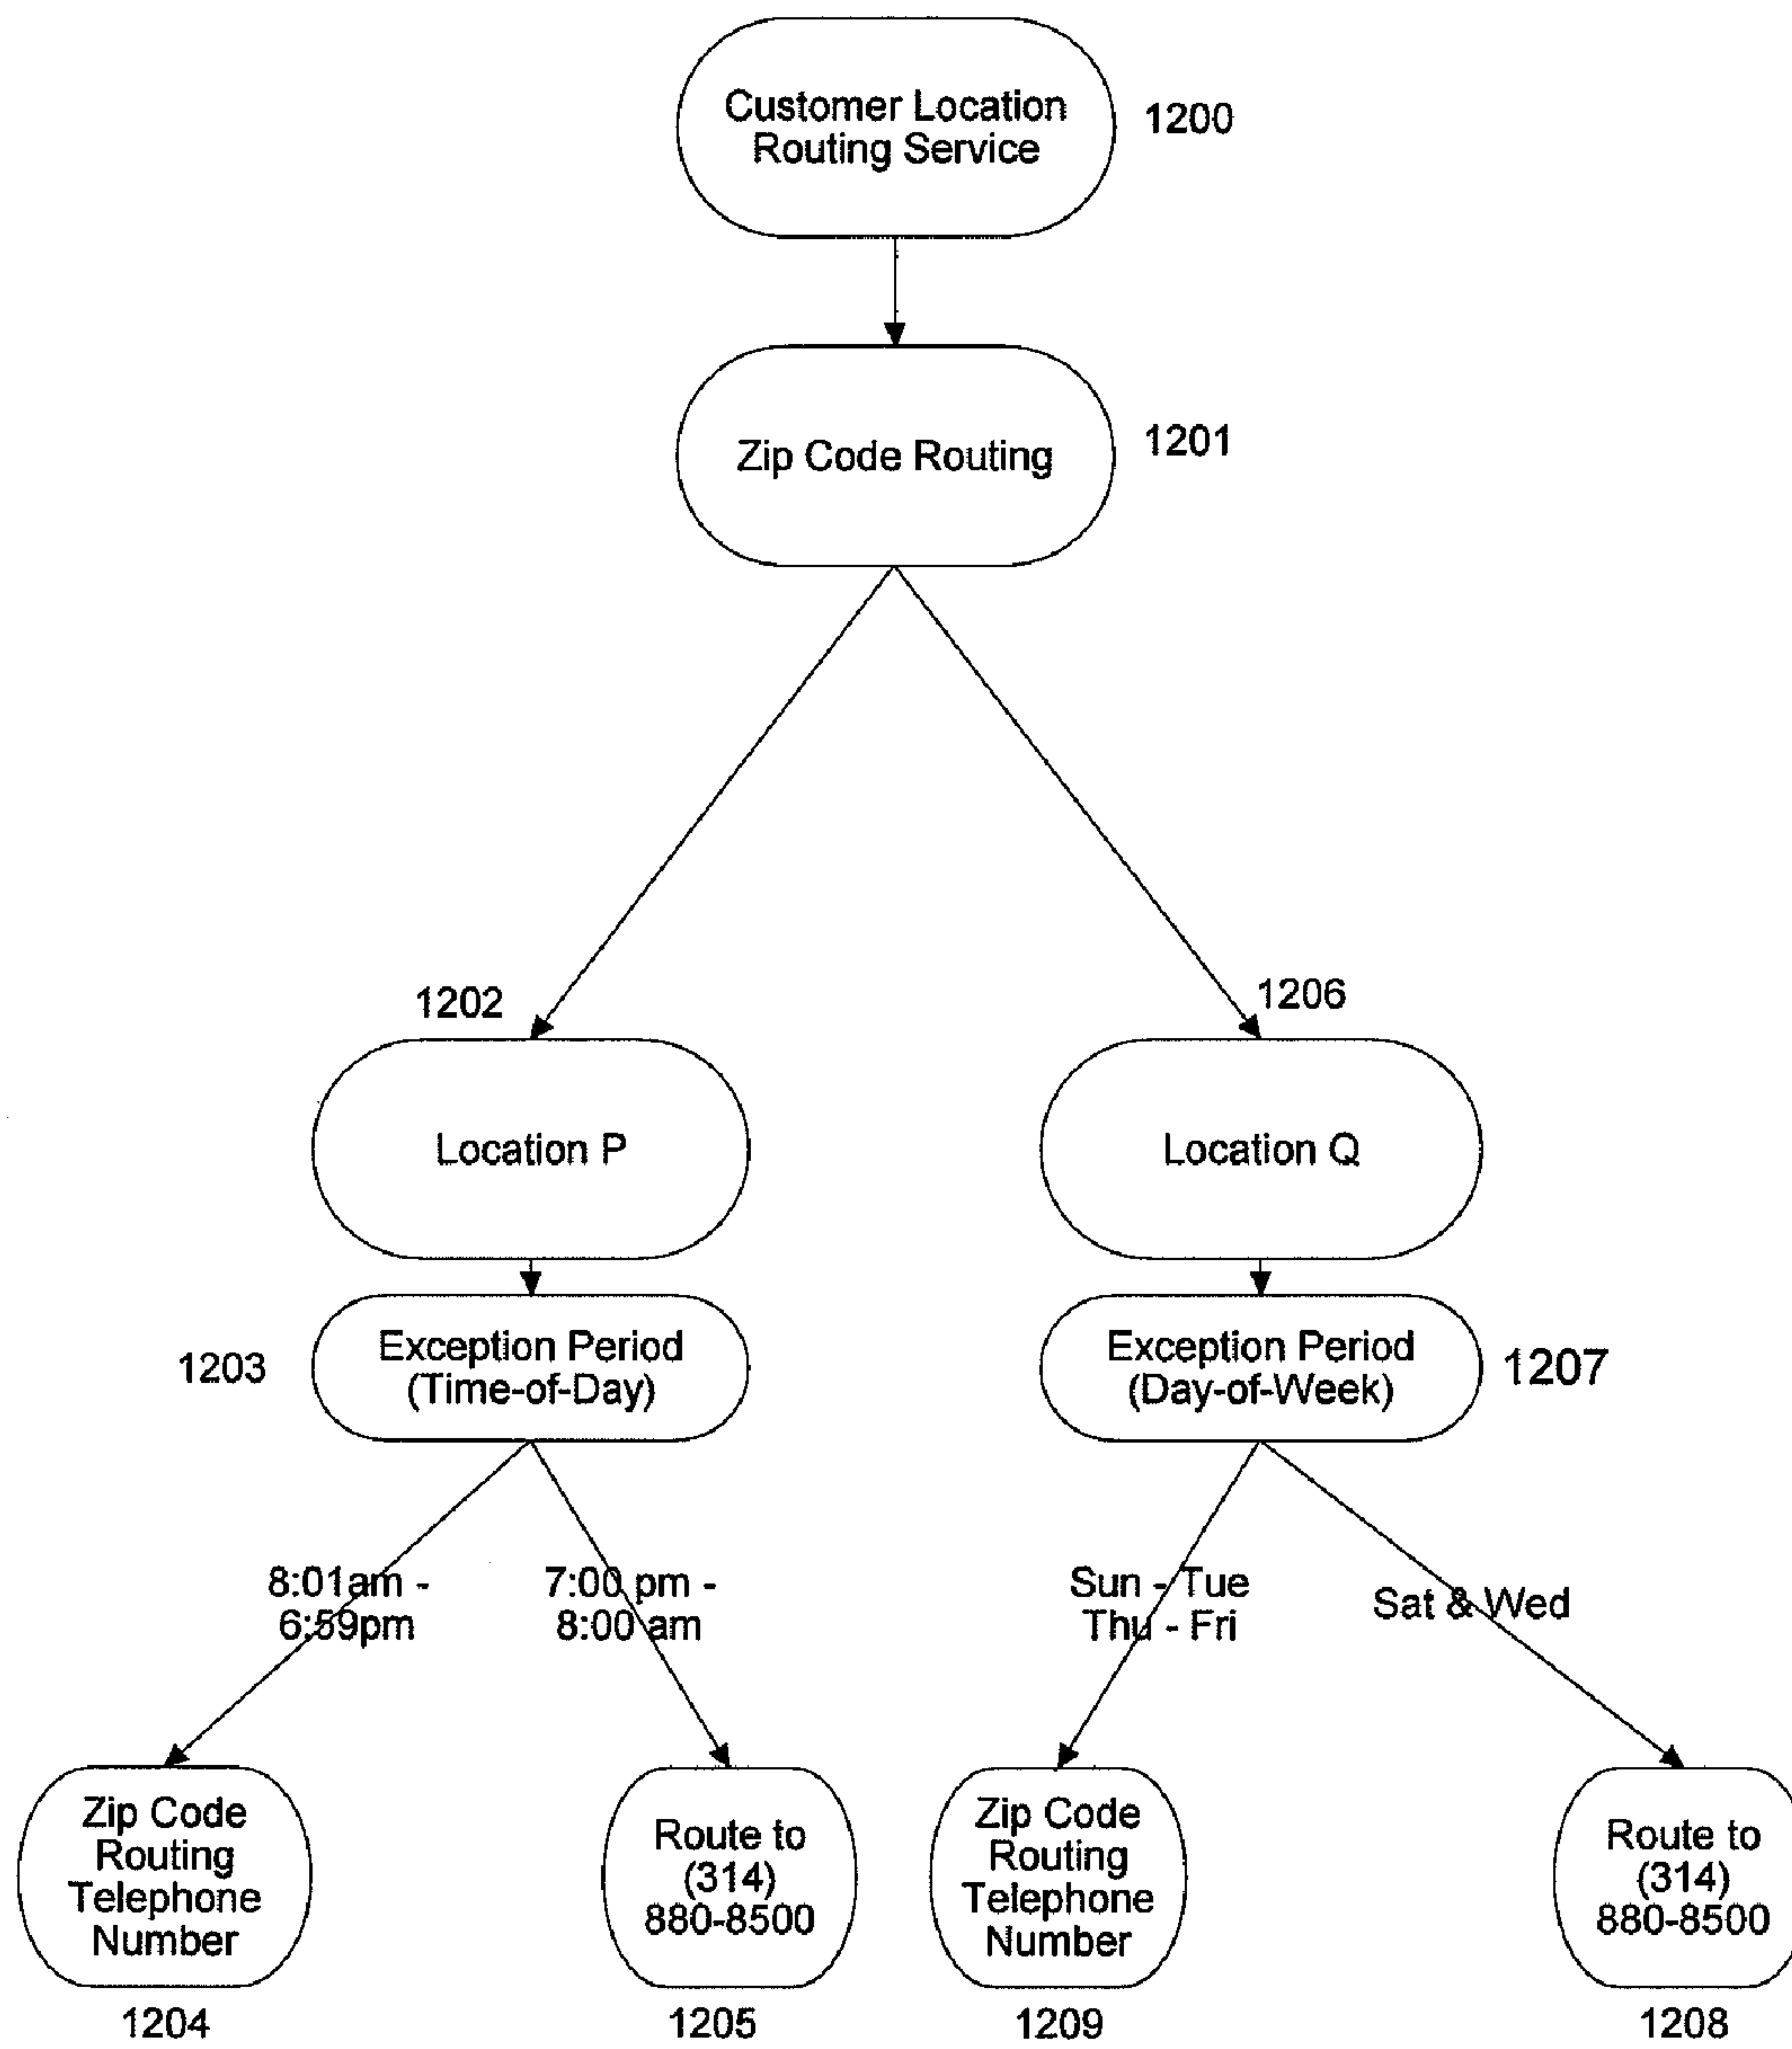 Customer Location
Routing Service
1200
Zip Code Routing
1201
1202
1206
Location P
Location Q
1203
Exception Period
(Time-of-Day)
Exception Period
(Day-of-Week)
1207
8:01am -
6:59pm
7:00 pm -
8:00 am
Sun - Tue
Thu - Fri
Sat & Wed
Zip Code
Routing
Telephone
Number
Route to
(314)
880-8500
Zip Code
Routing
Telephone
Number
Route to
(314)
880-8500
1204
1205
1209
1208